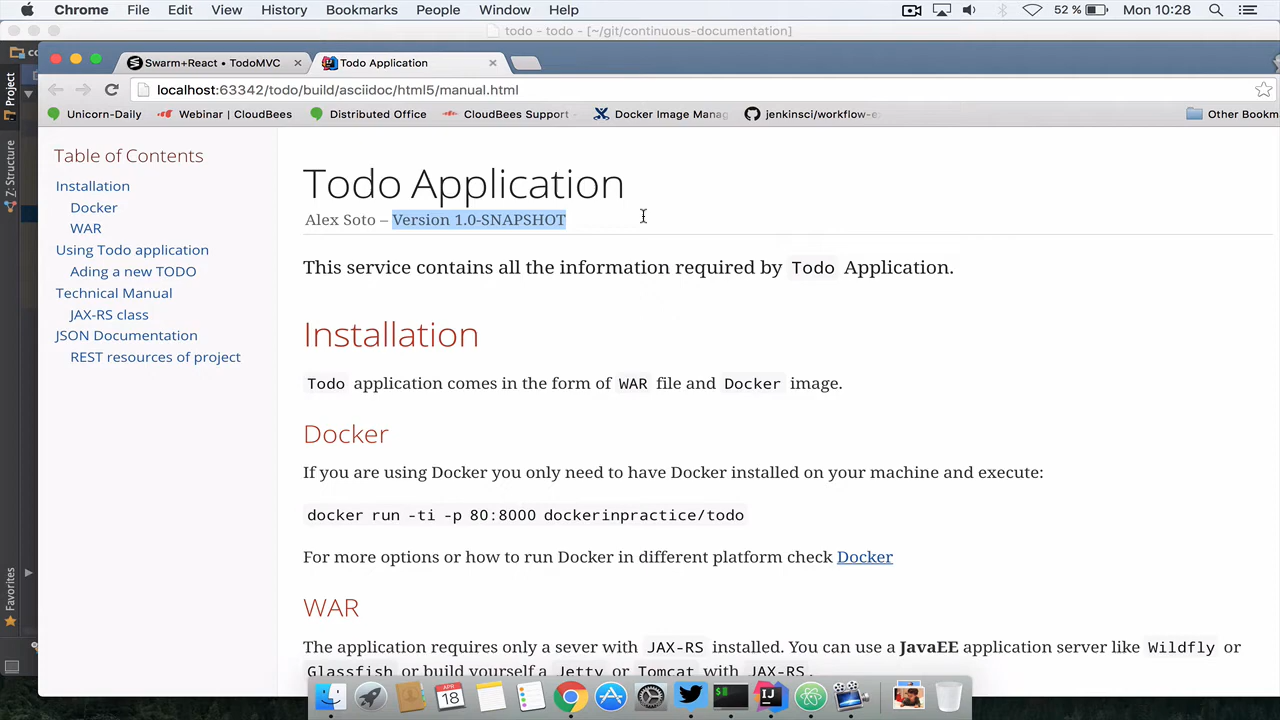 Chrome File Edit View History Bookmarks People Window Help 52 % Mon 10:28
todo - todo - [~/git/continuous-documentation]
Swarm+React • TodoMVC Todo Application
localhost:63342/todo/build/asciidoc/html5/manual.html
Unicorn-Daily Webinar | CloudBees Distributed Office CloudBees Support Docker Image Mana jenkinsci/workflow-e Other Bookm
Project
Z: Structure
Favorites
Table of Contents
Installation
Docker
WAR
Using Todo application
Ading a new TODO
Technical Manual
JAX-RS class
JSON Documentation
REST resources of project
Todo Application
Alex Soto – Version 1.0-SNAPSHOT
This service contains all the information required by Todo Application.
Installation
Todo application comes in the form of WAR file and Docker image.
Docker
If you are using Docker you only need to have Docker installed on your machine and execute:
docker run -ti -p 80:8000 dockerinpractice/todo
For more options or how to run Docker in different platform check Docker
WAR
The application requires only a sever with JAX-RS installed. You can use a JavaEE application server like Wildfly or
Glassfish or build yourself a Jetty or Tomcat with JAX-RS.
APR
18